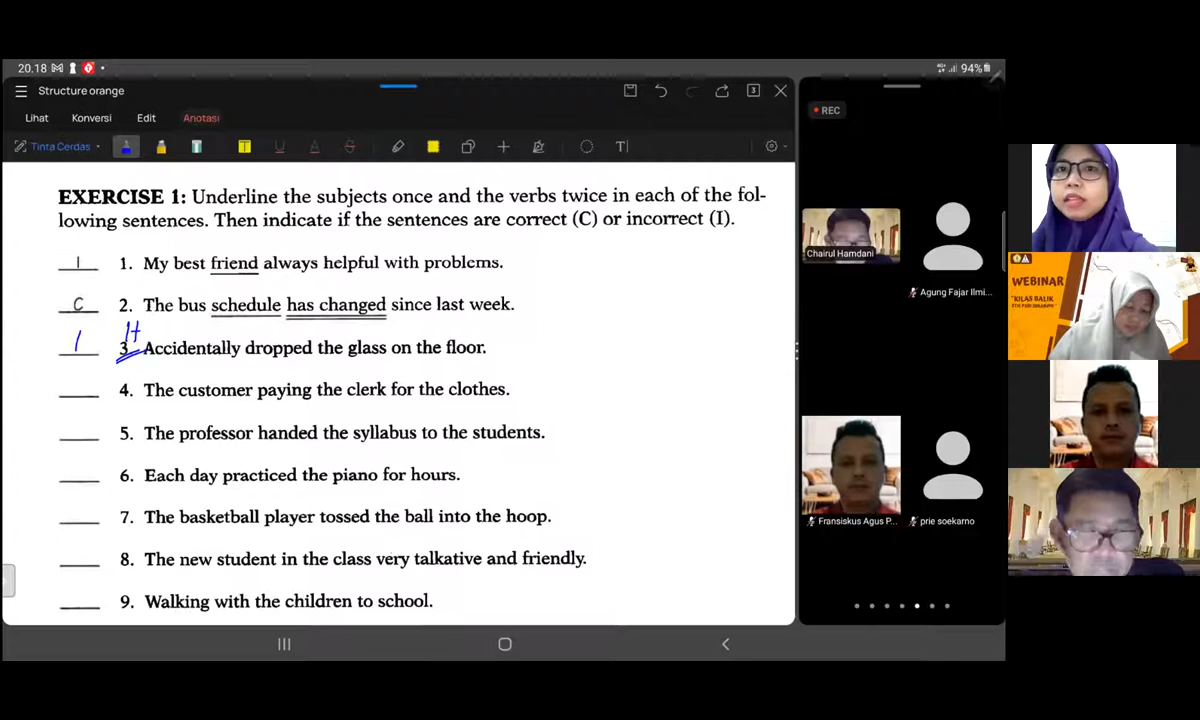 20.18
94%
Structure orange
3
Lihat Konversi Edit Anotasi
Tinta Cerdas
T
T
REC
EXERCISE 1: Underline the subjects once and the verbs twice in each of the fol-
lowing sentences. Then indicate if the sentences are correct (C) or incorrect (I).
I 1. My best friend always helpful with problems.
C 2. The bus schedule has changed since last week.
It
I 3. Accidentally dropped the glass on the floor.
4. The customer paying the clerk for the clothes.
5. The professor handed the syllabus to the students.
6. Each day practiced the piano for hours.
7. The basketball player tossed the ball into the hoop.
8. The new student in the class very talkative and friendly.
9. Walking with the children to school.
Chairul Hamdani
Agung Fajar Ilmi...
Fransiskus Agus P...
prie soekarno
WEBINAR
"KILAS BALIK